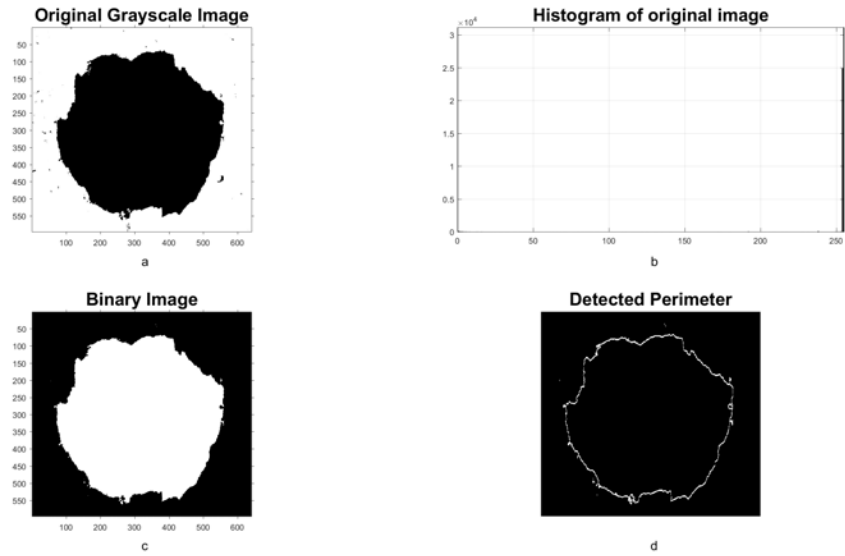 Original Grayscale Image
50
100
150
200
250
300
350
400
450
500
550
100 200 300 400 500 600
a
Histogram of original image
×10⁴
3
2.5
2
1.5
1
0.5
0
0 50 100 150 200 250
b
Binary Image
50
100
150
200
250
300
350
400
450
500
550
100 200 300 400 500 600
c
Detected Perimeter
d